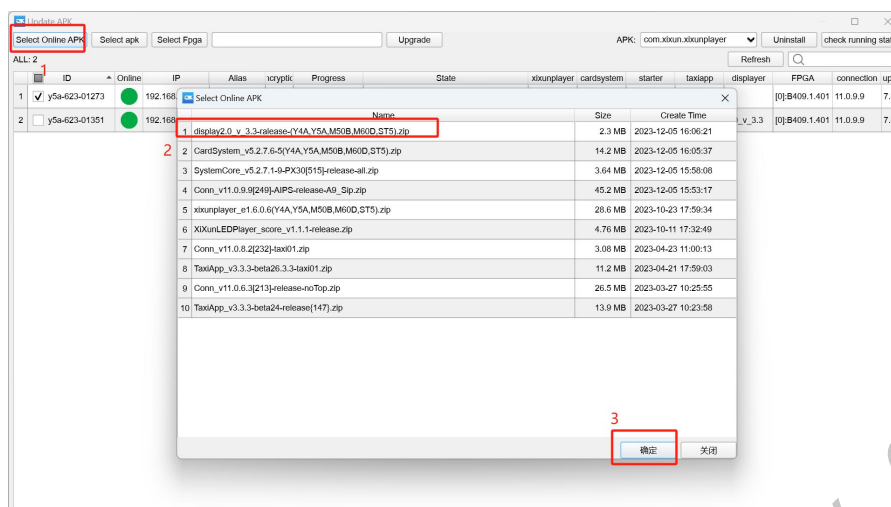 Update APK
Select Online APK Select apk Select Fpga Upgrade APK: com.xixun.xixunplayer Uninstall check running stat
ALL: 2 Refresh
1
ID Online IP Alias ncryptic Progress State xixunplayer cardsystem starter taxiapp displayer FPGA connection up
1 y5a-623-01273 192.168. [0]:B409.1.401 11.0.9.9 7.
2 y5a-623-01351 192.168 _v_3.3 [0]:B409.1.401 11.0.9.9 7.
Select Online APK
Name Size Create Time
1 display2.0_v_3.3-ralease-(Y4A,Y5A,M50B,M60D,ST5).zip 2.3 MB 2023-12-05 16:06:21
2
2 CardSystem_v5.2.7.6-5(Y4A,Y5A,M50B,M60D,ST5).zip 14.2 MB 2023-12-05 16:05:37
3 SystemCore_v5.2.7.1-9-PX30[515]-release-all.zip 3.64 MB 2023-12-05 15:58:08
4 Conn_v11.0.9.9[249]-AIPS-release-A9_Sip.zip 45.2 MB 2023-12-05 15:53:17
5 xixunplayer_e1.6.0.6(Y4A,Y5A,M50B,M60D,ST5).zip 28.6 MB 2023-10-23 17:59:34
6 XiXunLEDPlayer_score_v1.1.1-release.zip 4.76 MB 2023-10-11 17:32:49
7 Conn_v11.0.8.2[232]-taxi01.zip 3.08 MB 2023-04-23 11:00:13
8 TaxiApp_v3.3.3-beta26.3.3-taxi01.zip 11.2 MB 2023-04-21 17:59:03
9 Conn_v11.0.6.3[213]-release-noTop.zip 26.5 MB 2023-03-27 10:25:55
10 TaxiApp_v3.3.3-beta24-release{147}.zip 13.9 MB 2023-03-27 10:23:58
3
确定 关闭